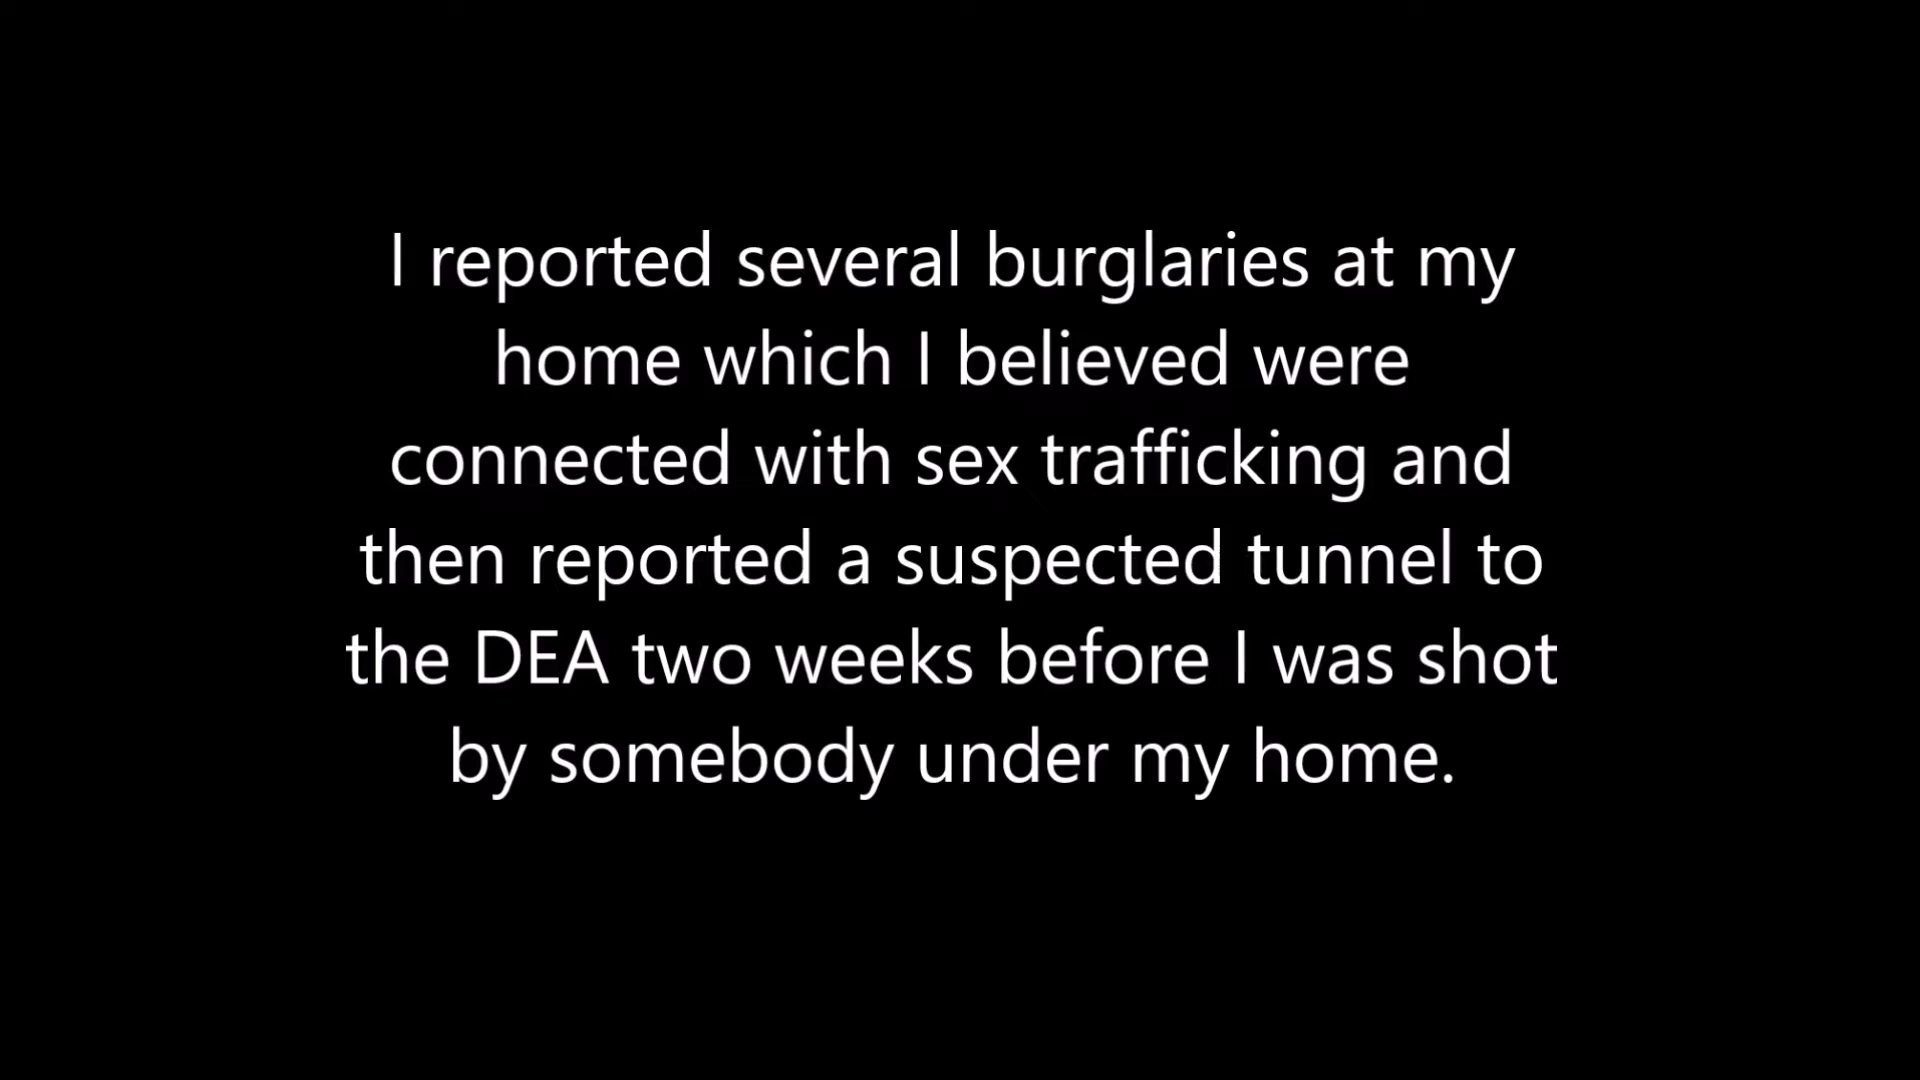 I reported several burglaries at my
home which I believed were
connected with sex trafficking and
then reported a suspected tunnel to
the DEA two weeks before I was shot
by somebody under my home.